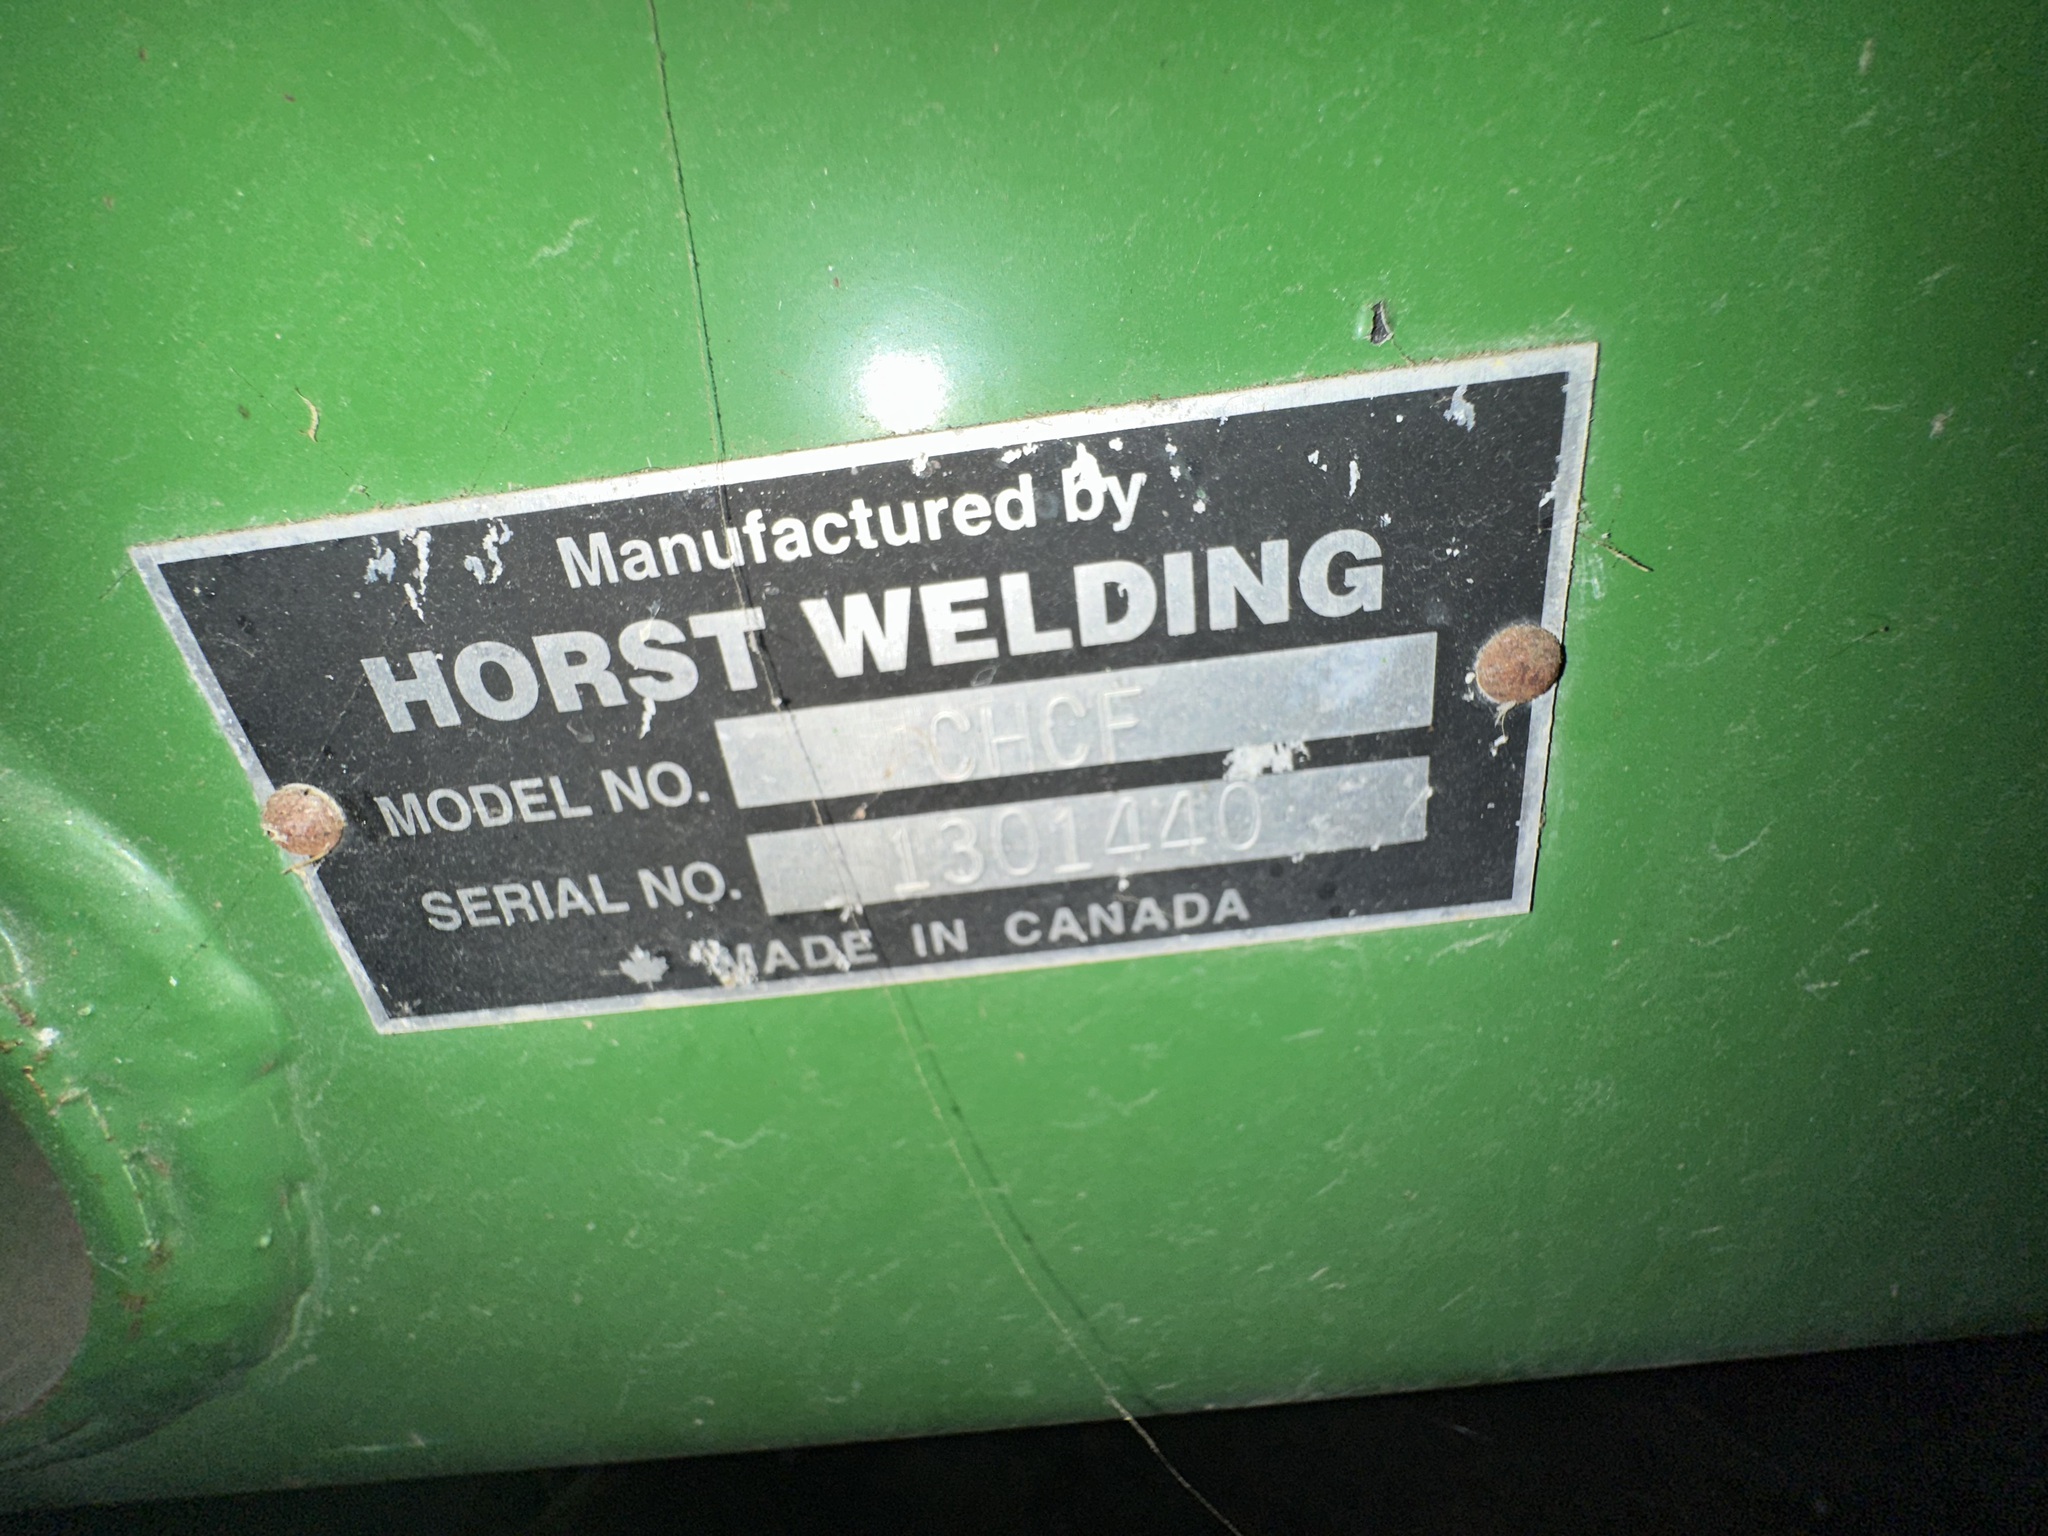 Manufactured by
HORST WELDING
MODEL NO. CHCF
SERIAL NO. 1301440
MADE IN CANADA